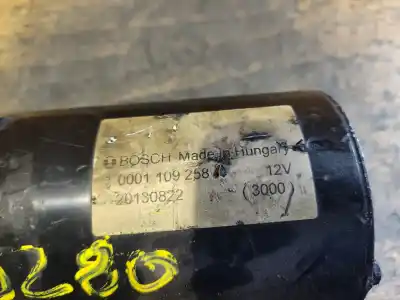 BOSCH Made in Hungary
0001 109 258 12V
20130822 (3000)
280